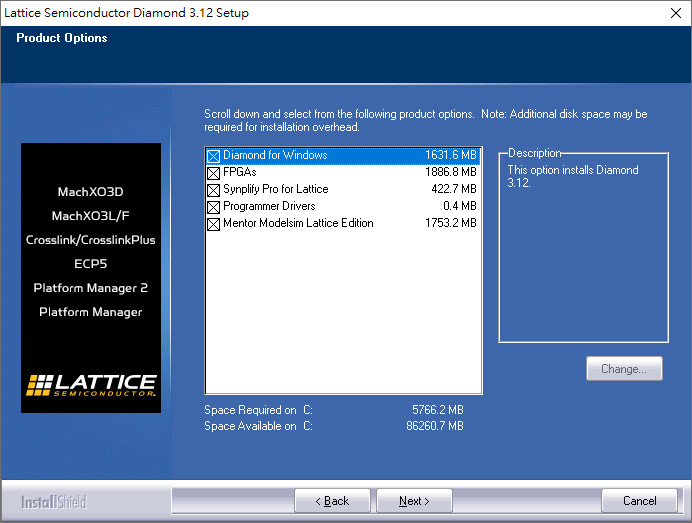 Lattice Semiconductor Diamond 3.12 Setup
Product Options
MachXO3D
MachXO3L/F
Crosslink/CrosslinkPlus
ECP5
Platform Manager 2
Platform Manager
LATTICE
SEMICONDUCTOR
Scroll down and select from the following product options.  Note: Additional disk space may be
required for installation overhead.
Diamond for Windows 1631.6 MB
FPGAs 1886.8 MB
Synplify Pro for Lattice 422.7 MB
Programmer Drivers 0.4 MB
Mentor Modelsim Lattice Edition 1753.2 MB
Description
This option installs Diamond
3.12.
Change...
Space Required on  C: 5766.2 MB
Space Available on  C: 86260.7 MB
InstallShield
< Back
Next >
Cancel